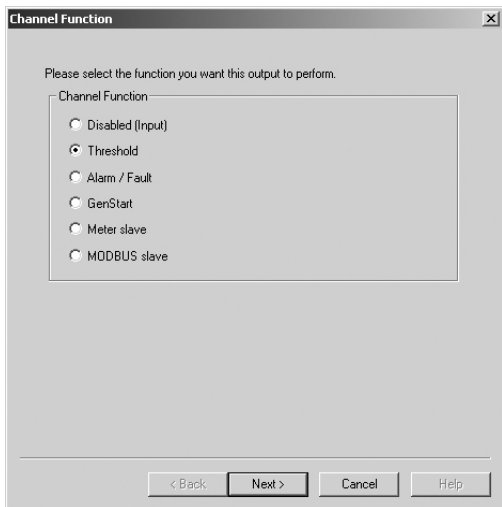 Channel Function
Please select the function you want this output to perform.
Channel Function
Disabled (Input)
Threshold
Alarm / Fault
GenStart
Meter slave
MODBUS slave
< Back Next > Cancel Help